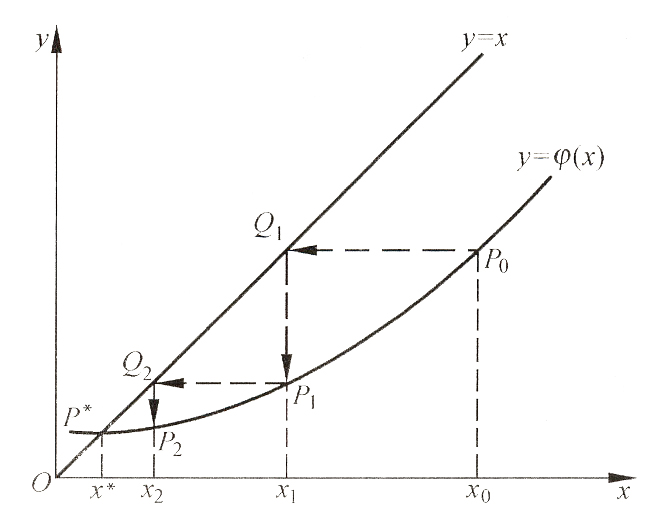 y
y=x
y=φ(x)
Q₁
P₀
Q₂
P₁
P*
P₂
O
x*
x₂
x₁
x₀
x